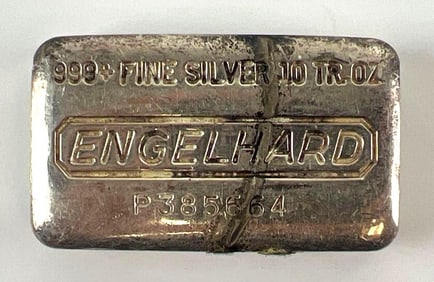 999+ FINE SILVER 10 TR.OZ
ENGELHARD
P385664